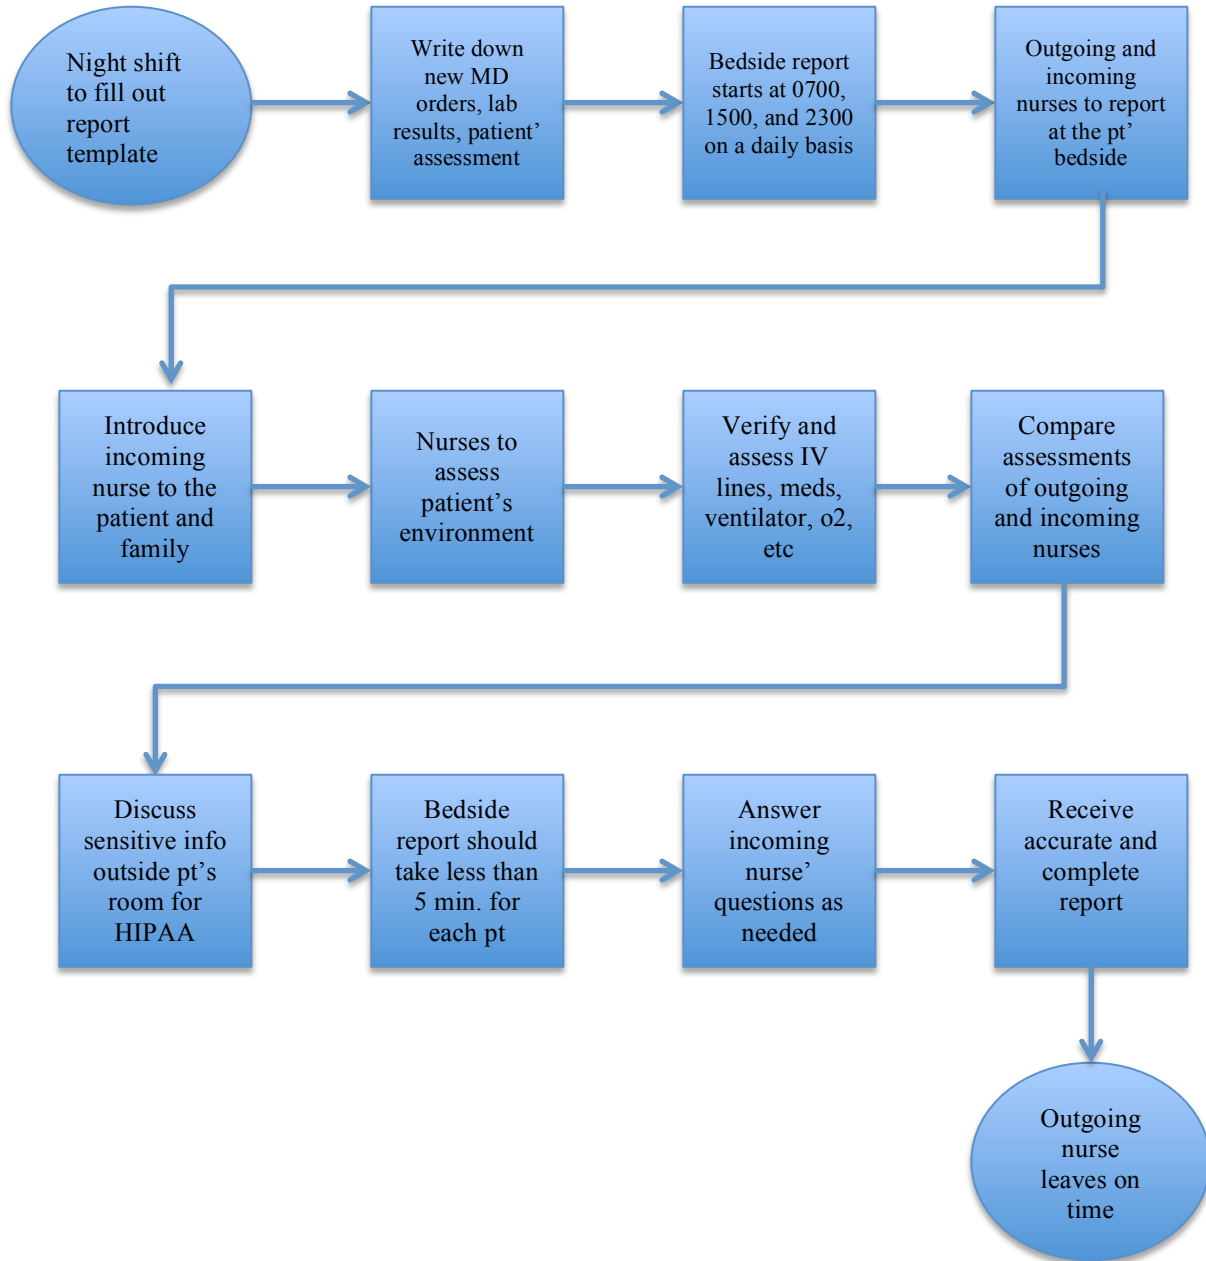 Night shift
to fill out
report
template
Write down
new MD
orders, lab
results, patient’
assessment
Bedside report
starts at 0700,
1500, and 2300
on a daily basis
Outgoing and
incoming
nurses to report
at the pt’
bedside
Introduce
incoming
nurse to the
patient and
family
Nurses to
assess
patient’s
environment
Verify and
assess IV
lines, meds,
ventilator, o2,
etc
Compare
assessments
of outgoing
and incoming
nurses
Discuss
sensitive info
outside pt’s
room for
HIPAA
Bedside
report should
take less than
5 min. for
each pt
Answer
incoming
nurse’
questions as
needed
Receive
accurate and
complete
report
Outgoing
nurse
leaves on
time